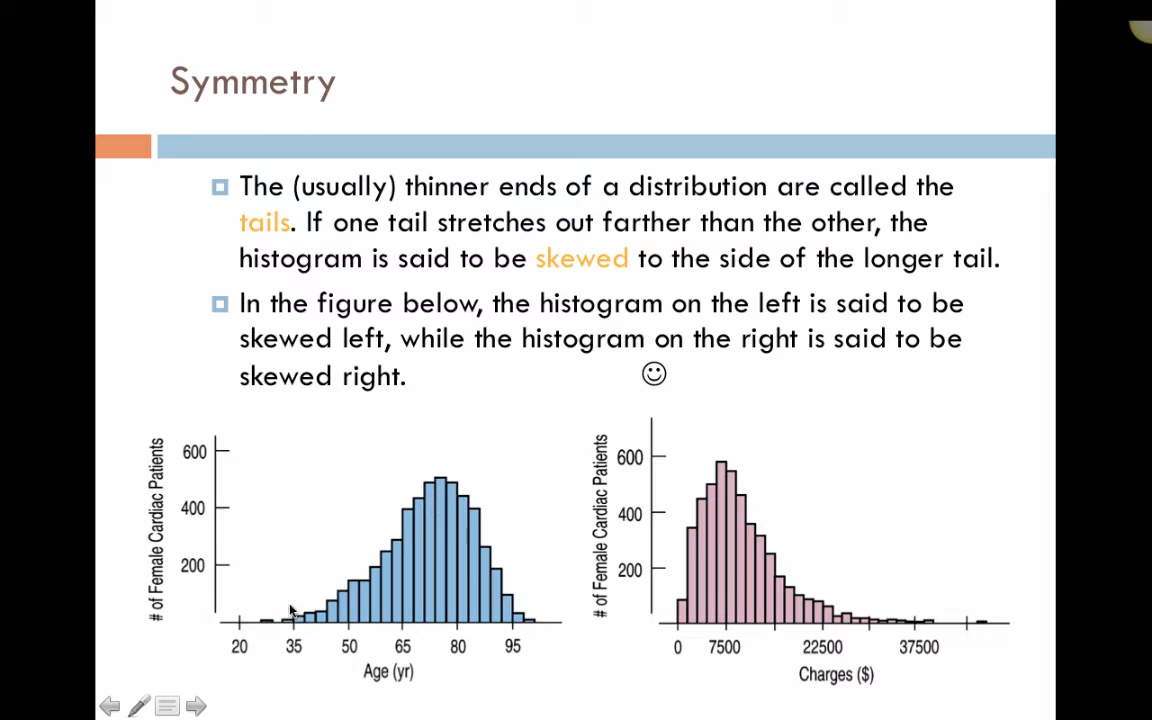 Symmetry
The (usually) thinner ends of a distribution are called the
tails. If one tail stretches out farther than the other, the
histogram is said to be skewed to the side of the longer tail.
In the figure below, the histogram on the left is said to be
skewed left, while the histogram on the right is said to be
skewed right. ☺
# of Female Cardiac Patients
600
400
200
20 35 50 65 80 95
Age (yr)
# of Female Cardiac Patients
600
400
200
0 7500 22500 37500
Charges ($)